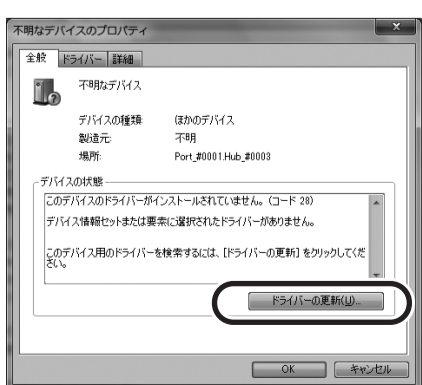 不明なデバイスのプロパティ
全般
ドライバー
詳細
不明なデバイス
デバイスの種類:
ほかのデバイス
製造元:
不明
場所:
Port_#0001.Hub_#0003
デバイスの状態
このデバイスのドライバーがインストールされていません。(コード 28)
デバイス情報セットまたは要素に選択されたドライバーがありません。
このデバイス用のドライバーを検索するには、[ドライバーの更新] をクリックしてくだ
さい。
ドライバーの更新(U)...
OK
キャンセル